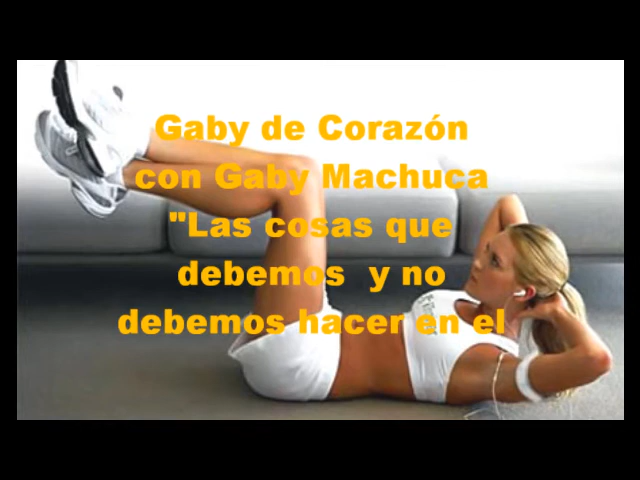 Gaby de Corazón
con Gaby Machuca
"Las cosas que
debemos y no
debemos hacer en el